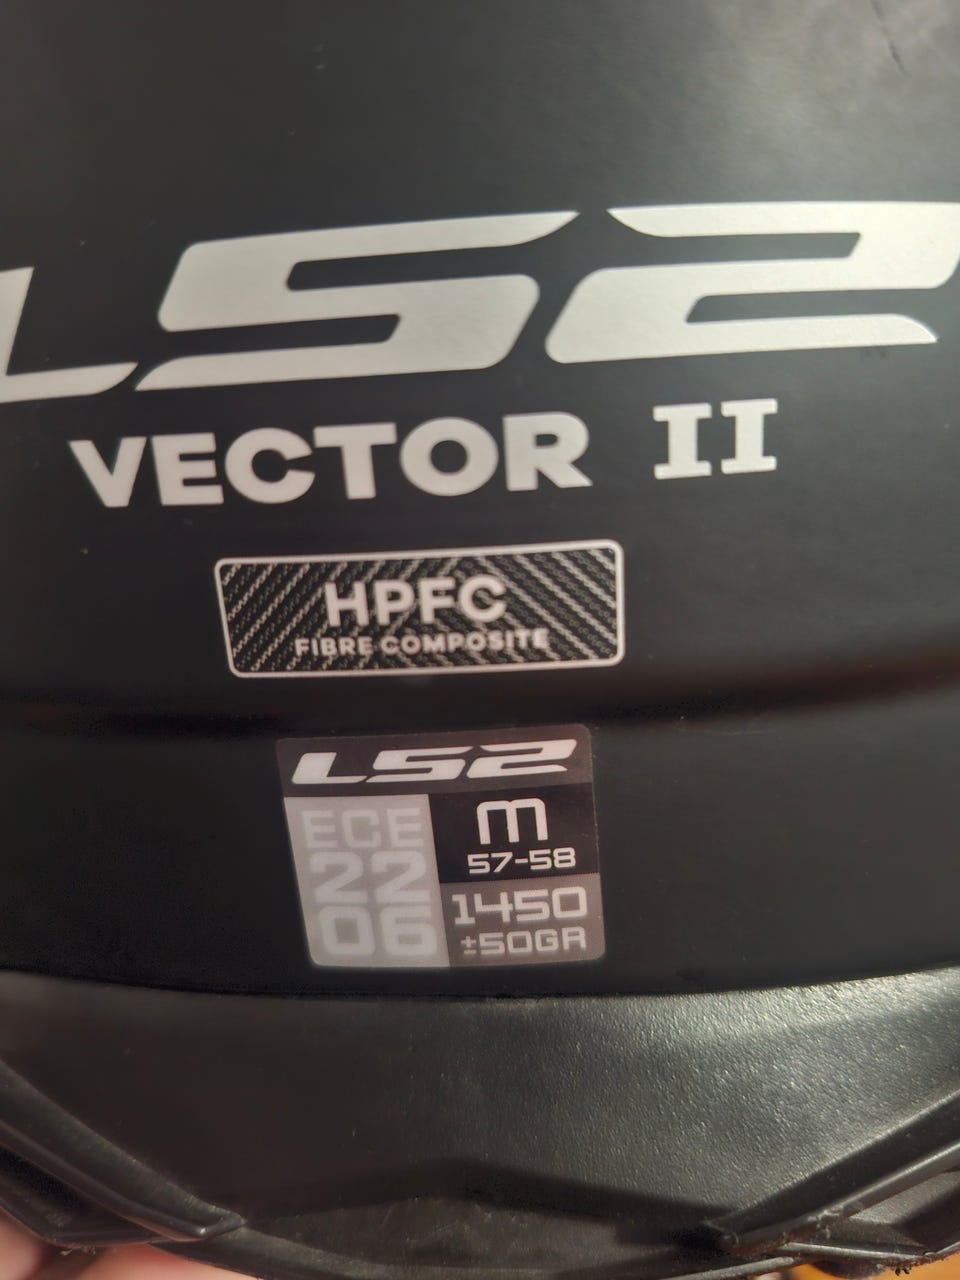 LS2
VECTOR II
HPFC
FIBRE COMPOSITE
LS2
ECE
22
06
M
57-58
1450
±50GR